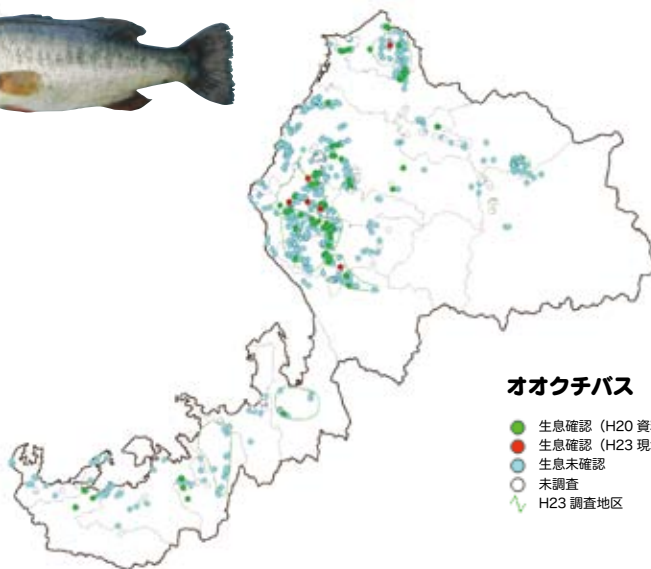 オオクチバス
生息確認（H20 資
生息確認（H23 現
生息未確認
未調査
H23 調査地区